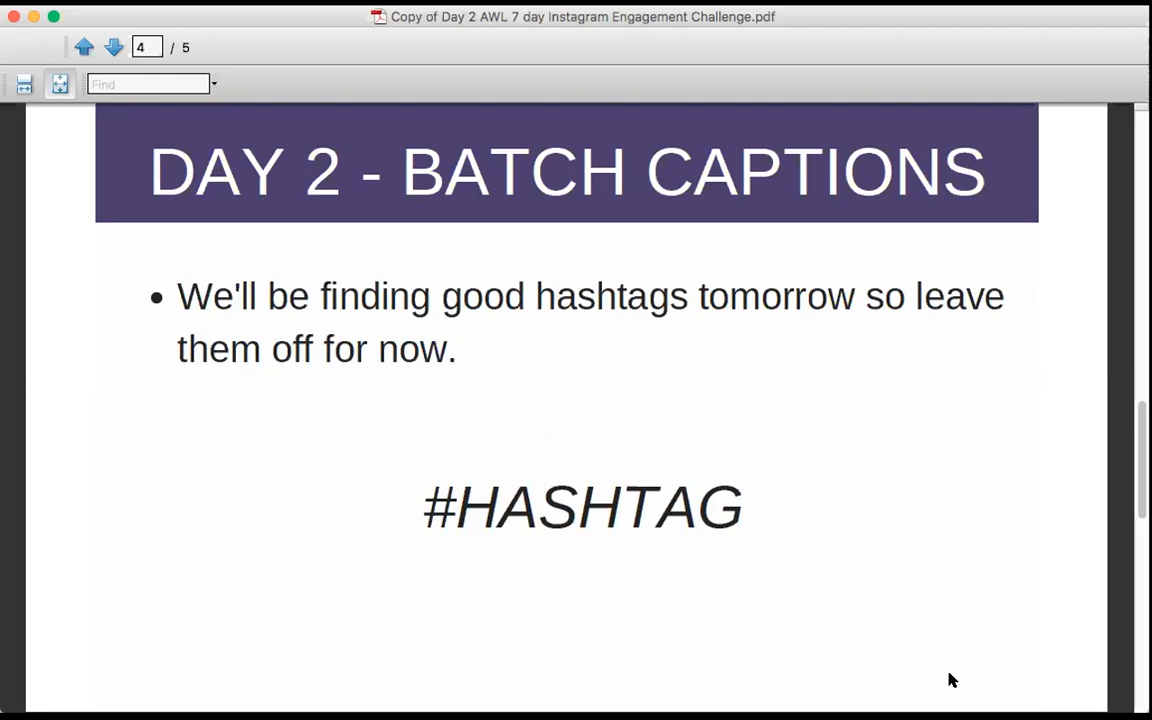 Copy of Day 2 AWL 7 day Instagram Engagement Challenge.pdf
4 / 5
Find
DAY 2 - BATCH CAPTIONS
• We'll be finding good hashtags tomorrow so leave
them off for now.
#HASHTAG